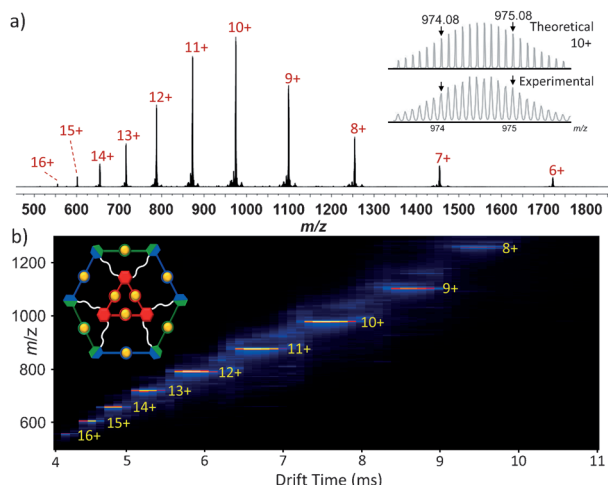 a)
974.08 975.08
Theoretical
10+
Experimental
974 975 m/z
16+ 15+ 14+ 13+ 12+ 11+ 10+ 9+ 8+ 7+ 6+
500 600 700 800 900 1000 1100 1200 1300 1400 1500 1600 1700 1800
m/z
b)
m/z
1200
1000
800
600
8+
9+
10+
11+
12+
13+
14+
15+
16+
4 5 6 7 8 9 10 11
Drift Time (ms)